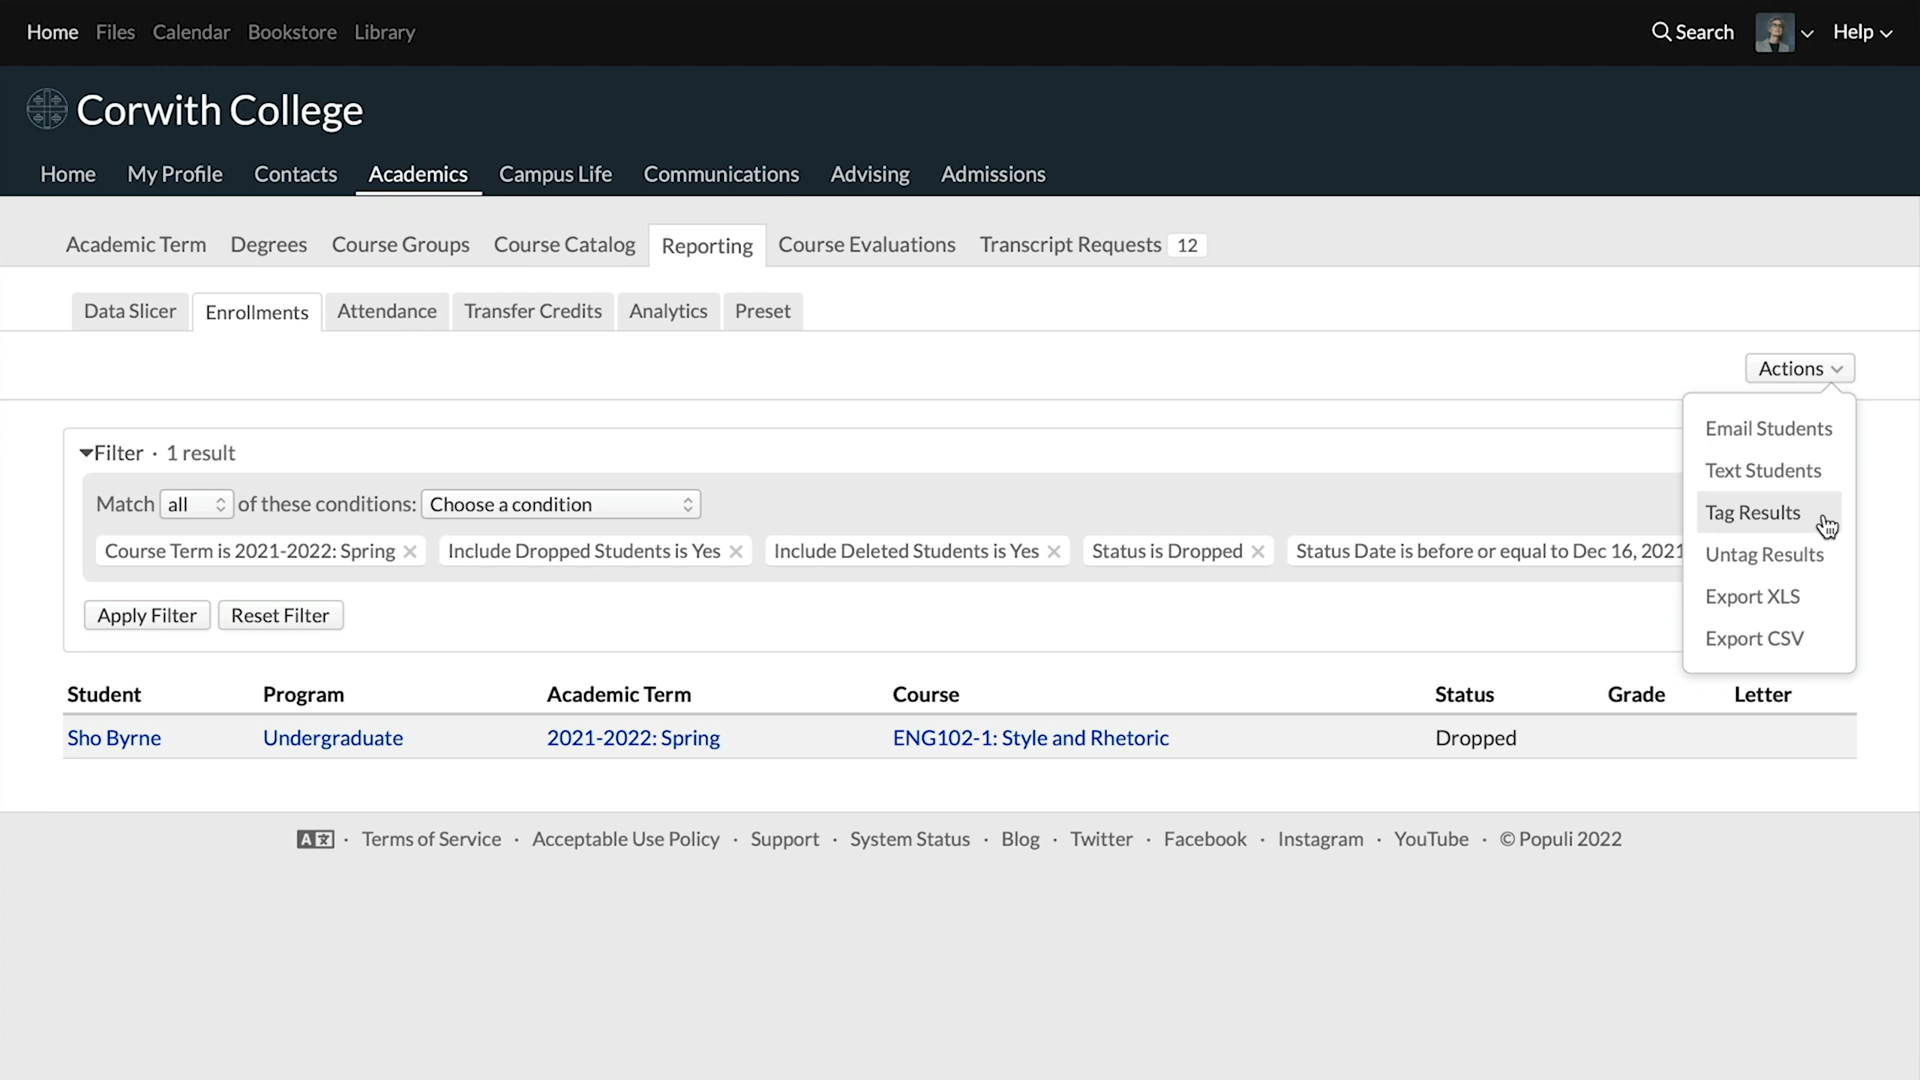 Home Files Calendar Bookstore Library Search Help
Corwith College
Home My Profile Contacts Academics Campus Life Communications Advising Admissions
Academic Term Degrees Course Groups Course Catalog Reporting Course Evaluations Transcript Requests 12
Data Slicer Enrollments Attendance Transfer Credits Analytics Preset
Actions
Email Students
Text Students
Tag Results
Untag Results
Export XLS
Export CSV
Filter · 1 result
Match all of these conditions: Choose a condition
Course Term is 2021-2022: Spring Include Dropped Students is Yes Include Deleted Students is Yes Status is Dropped Status Date is before or equal to Dec 16, 2021
Apply Filter Reset Filter
Student Program Academic Term Course Status Grade Letter
Sho Byrne Undergraduate 2021-2022: Spring ENG102-1: Style and Rhetoric Dropped
A文 · Terms of Service · Acceptable Use Policy · Support · System Status · Blog · Twitter · Facebook · Instagram · YouTube · © Populi 2022